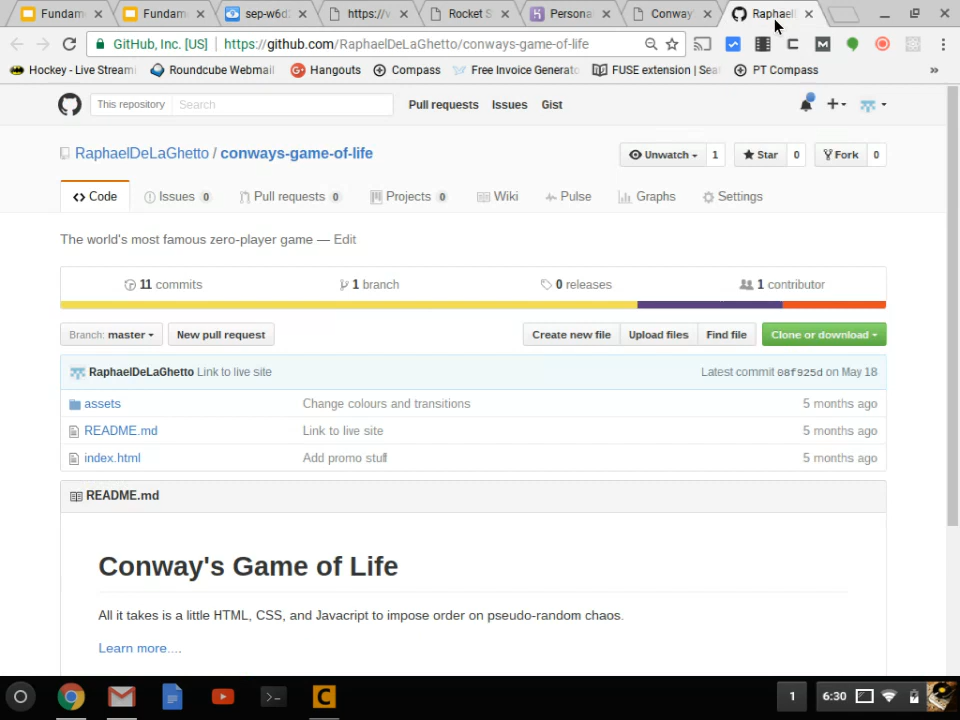 Fundam
Fundam
sep-w6d
https://v
Rocket S
Persona
Conway'
Raphael
GitHub, Inc. [US]
https://github.com/RaphaelDeLaGhetto/conways-game-of-life
Hockey - Live Stream
Roundcube Webmail
Hangouts
Compass
Free Invoice Generato
FUSE extension | Sea
PT Compass
»
This repository
Search
Pull requests
Issues
Gist
RaphaelDeLaGhetto / conways-game-of-life
Unwatch 1
Star 0
Fork 0
Code
Issues 0
Pull requests 0
Projects 0
Wiki
Pulse
Graphs
Settings
The world's most famous zero-player game — Edit
11 commits
1 branch
0 releases
1 contributor
Branch: master
New pull request
Create new file
Upload files
Find file
Clone or download
RaphaelDeLaGhetto Link to live site
Latest commit 08f925d on May 18
assets
Change colours and transitions
5 months ago
README.md
Link to live site
5 months ago
index.html
Add promo stuff
5 months ago
README.md
Conway's Game of Life
All it takes is a little HTML, CSS, and Javacript to impose order on pseudo-random chaos.
Learn more....
1
6:30